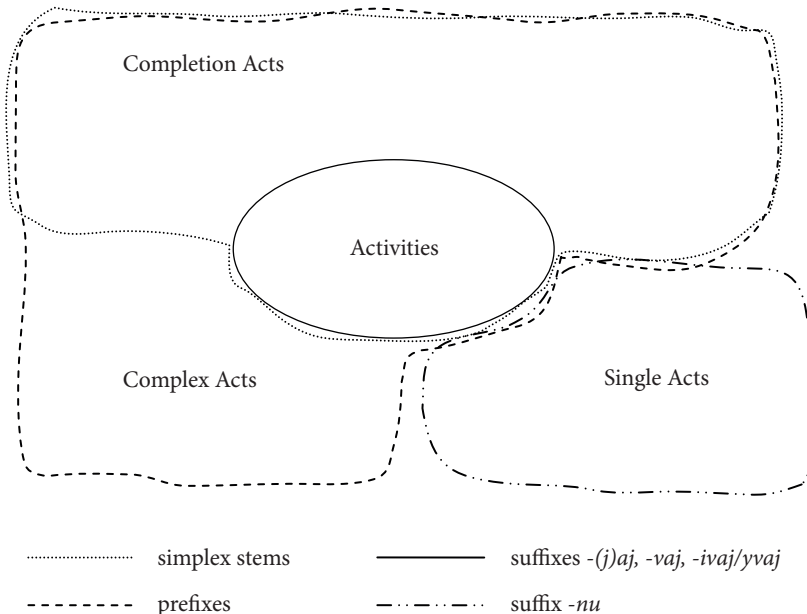 Completion Acts
Activities
Complex Acts
Single Acts
simplex stems
suffixes -(j)aj, -vaj, -ivaj/yvaj
prefixes
suffix -nu